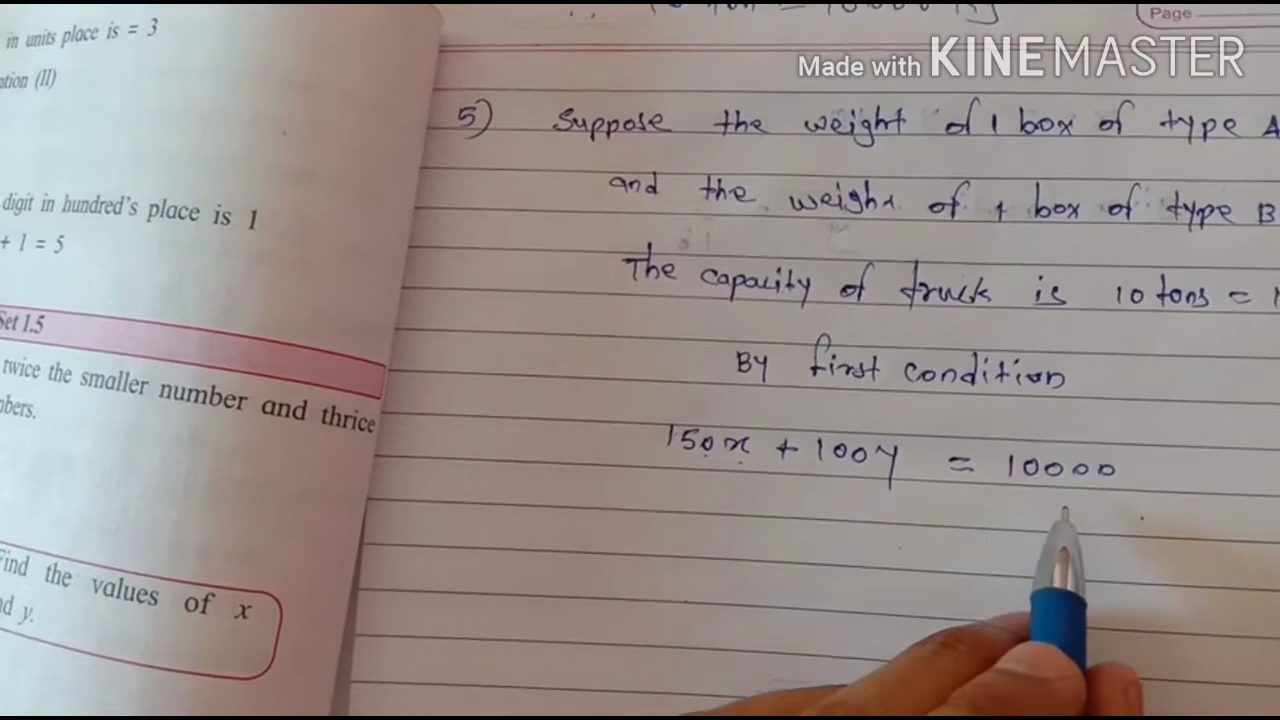 in units place is = 3
(II)
Page
Made with KINEMASTER
digit in hundred's place is 1
+ 1 = 5
Set 1.5
twice the smaller number and thrice
Find the values of x
y.
5) Suppose the weight of 1 box of type A
and the weight of 1 box of type B
The capacity of truck is 10 tons =
By first condition
150x + 100y = 10000